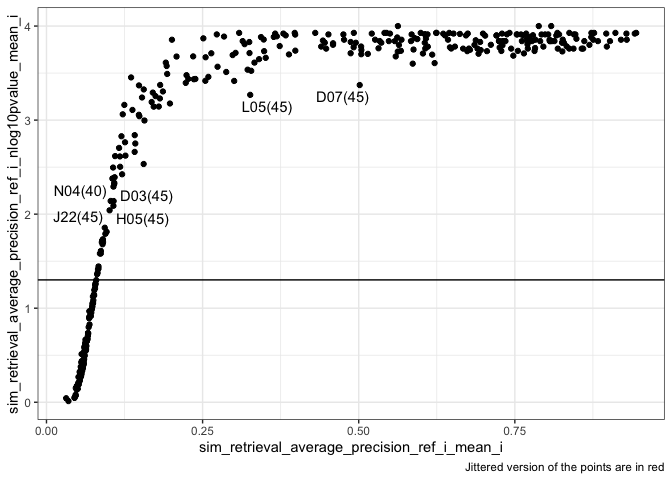 sim_retrieval_average_precision_ref_i_nlog10pvalue_mean_i
4
3
2
1
0
L05(45)
D07(45)
N04(40)
D03(45)
J22(45)
H05(45)
0.00
0.25
0.50
0.75
sim_retrieval_average_precision_ref_i_mean_i
Jittered version of the points are in red